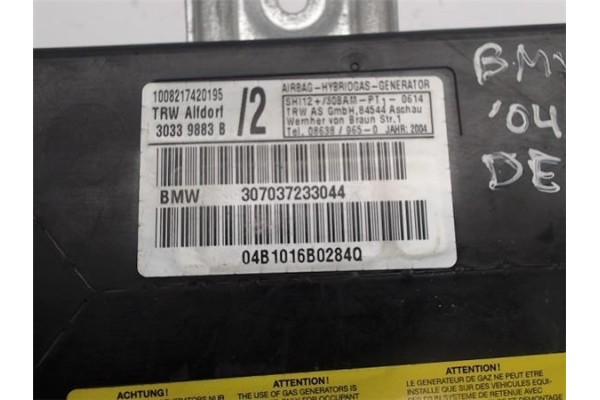 1008217420195
TRW Alfdorf
3033 9883 B
/2
AIRBAG-HYBRIDGAS-GENERATOR
SHI12+/30BAM-PT1-0614
TRW AS GmbH,84544 Aschau
Wernher von Braun Str.1
Tel. 08638/965-0 JAHR:2004
BMW 307037233044
04B1016B0284Q
BMW
'04
DE
ACHTUNG!
ATTENTION!
THE USE OF GAS GENERATORS IS
ATTENTION!
LE GENERATEUR DE GAZ NE PEUT ETRE
INSTALLE QUE SUR DES VEHICULES EQUI-